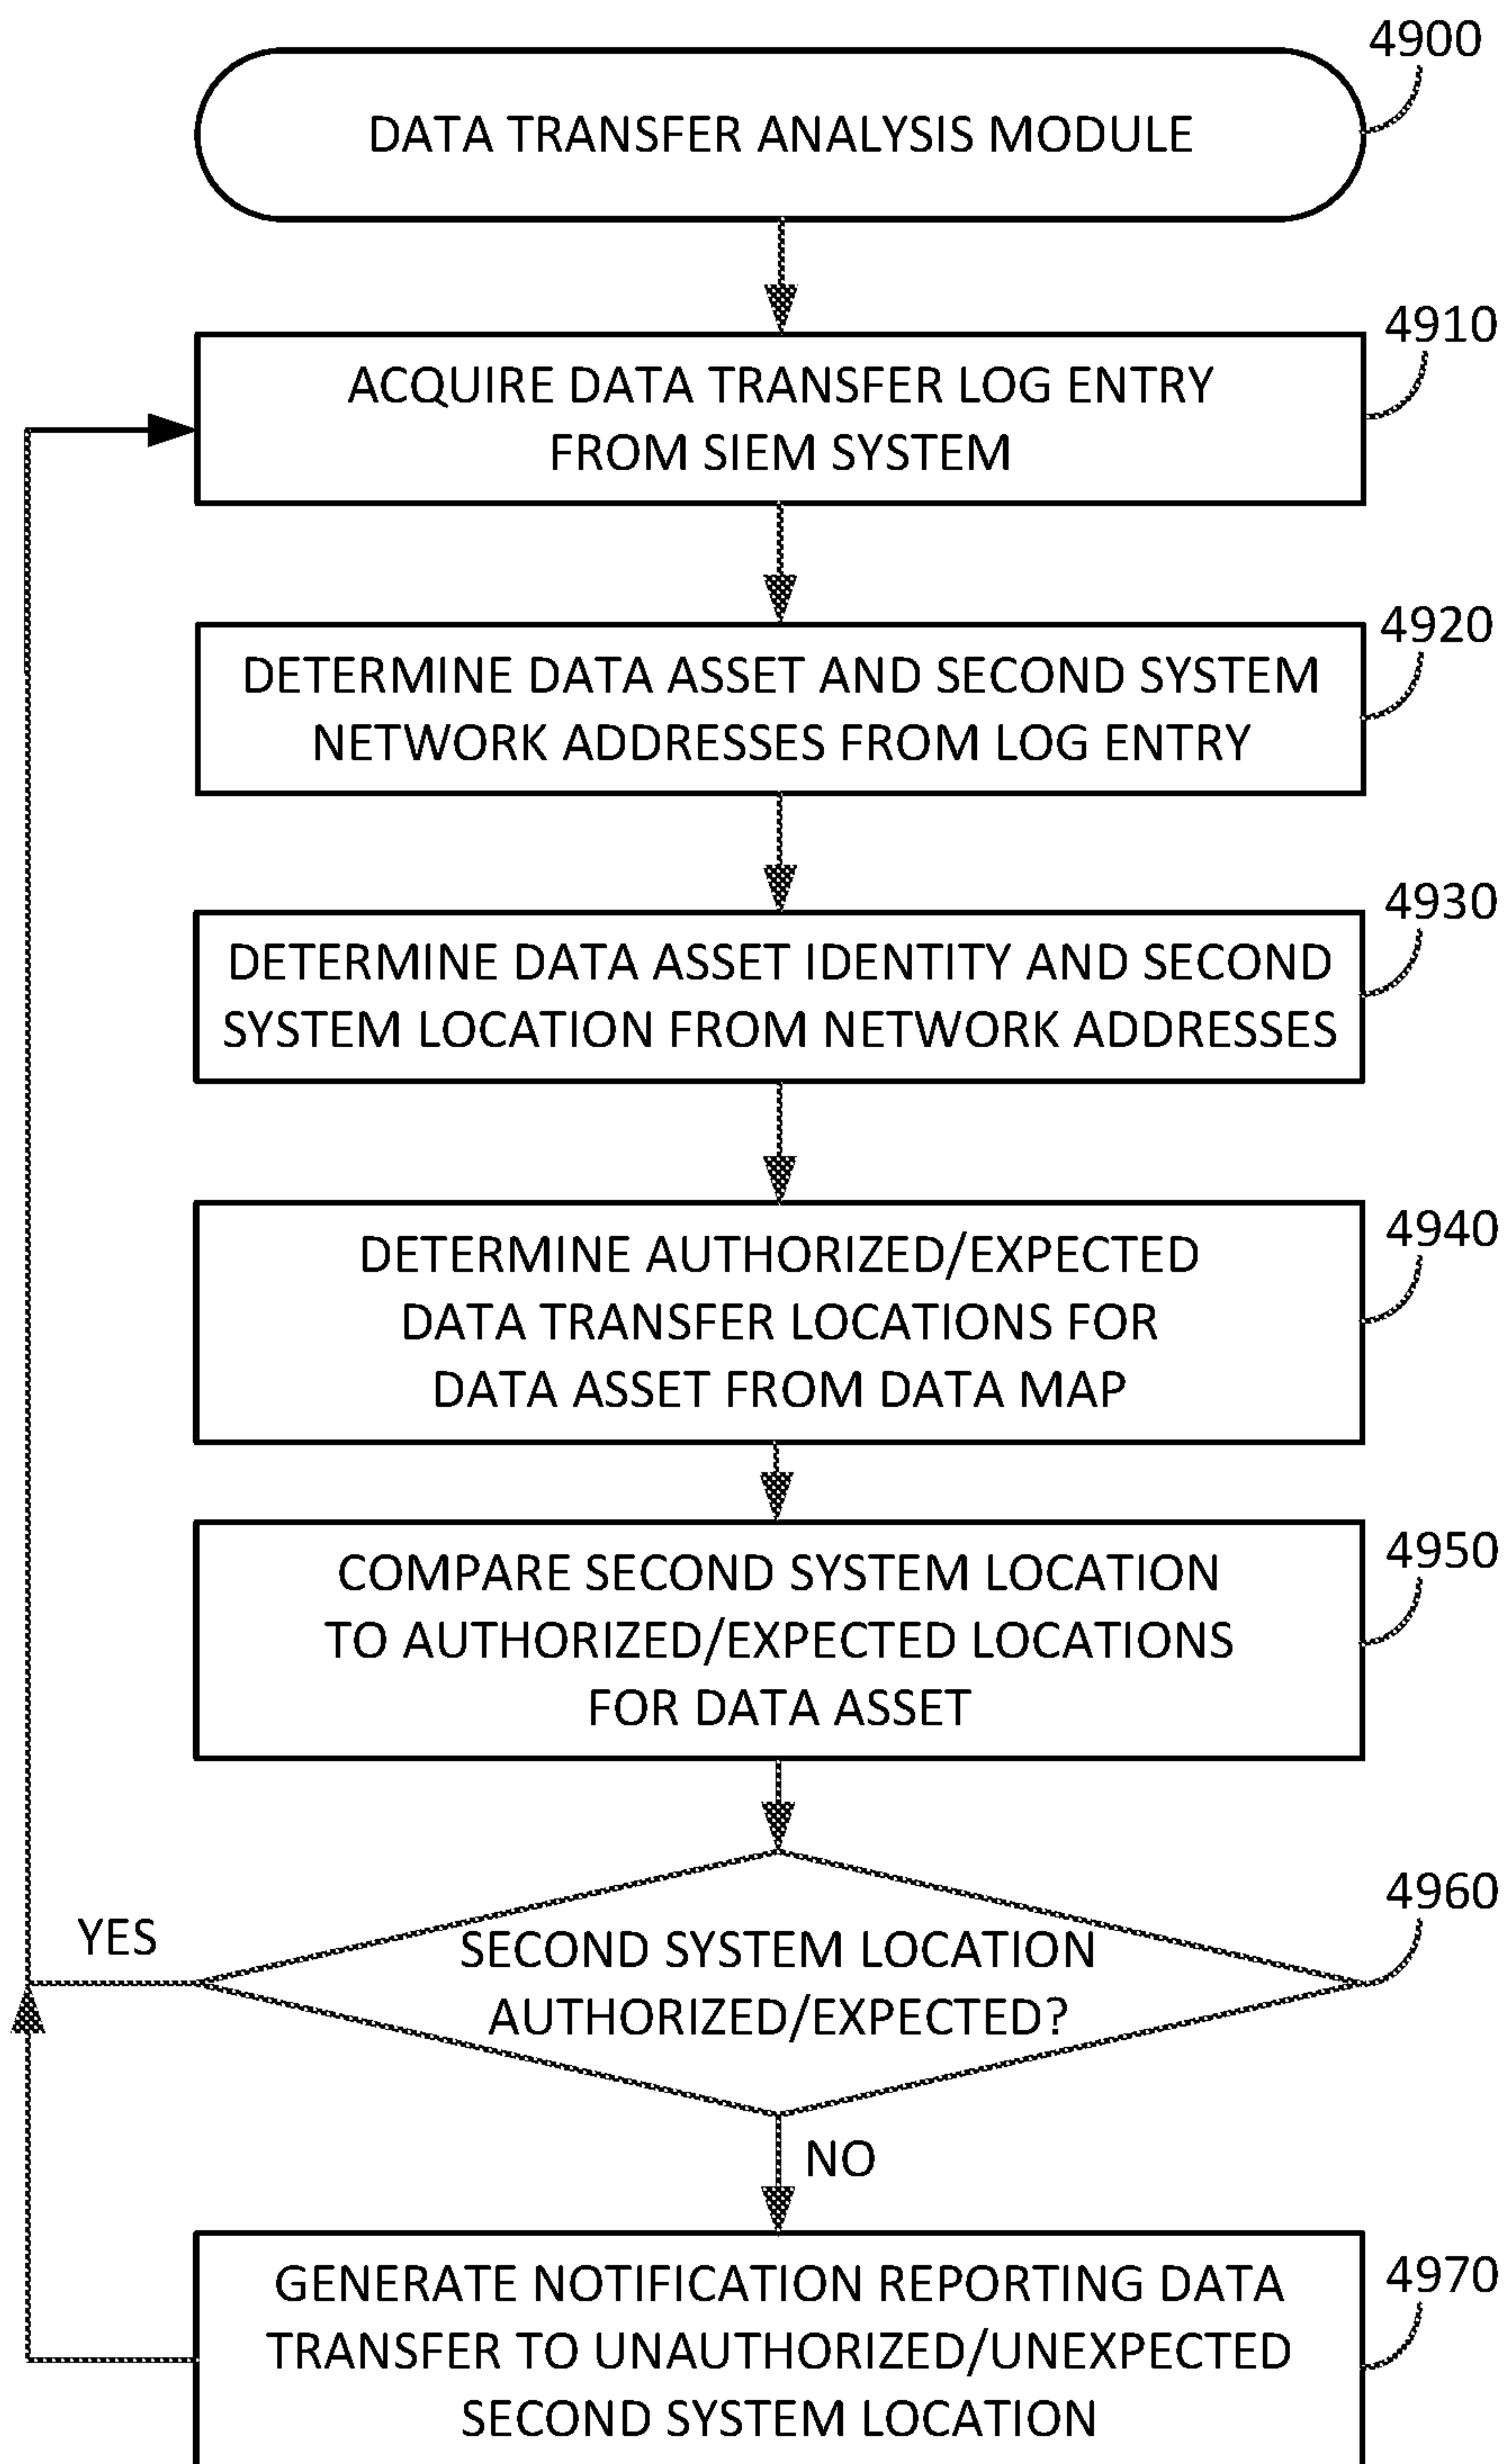 4900
DATA TRANSFER ANALYSIS MODULE
4910
ACQUIRE DATA TRANSFER LOG ENTRY
FROM SIEM SYSTEM
4920
DETERMINE DATA ASSET AND SECOND SYSTEM
NETWORK ADDRESSES FROM LOG ENTRY
4930
DETERMINE DATA ASSET IDENTITY AND SECOND
SYSTEM LOCATION FROM NETWORK ADDRESSES
4940
DETERMINE AUTHORIZED/EXPECTED
DATA TRANSFER LOCATIONS FOR
DATA ASSET FROM DATA MAP
4950
COMPARE SECOND SYSTEM LOCATION
TO AUTHORIZED/EXPECTED LOCATIONS
FOR DATA ASSET
4960
YES
SECOND SYSTEM LOCATION
AUTHORIZED/EXPECTED?
NO
4970
GENERATE NOTIFICATION REPORTING DATA
TRANSFER TO UNAUTHORIZED/UNEXPECTED
SECOND SYSTEM LOCATION